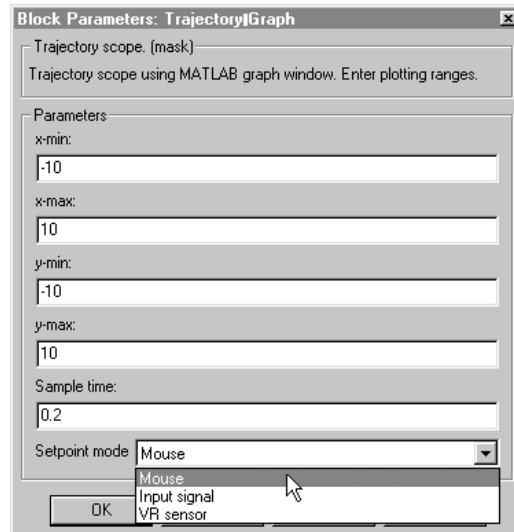 Block Parameters: Trajectory|Graph
Trajectory scope. (mask)
Trajectory scope using MATLAB graph window. Enter plotting ranges.
Parameters
x-min:
-10
x-max:
10
y-min:
-10
y-max:
10
Sample time:
0.2
Setpoint mode Mouse
Mouse
Input signal
VR sensor
OK